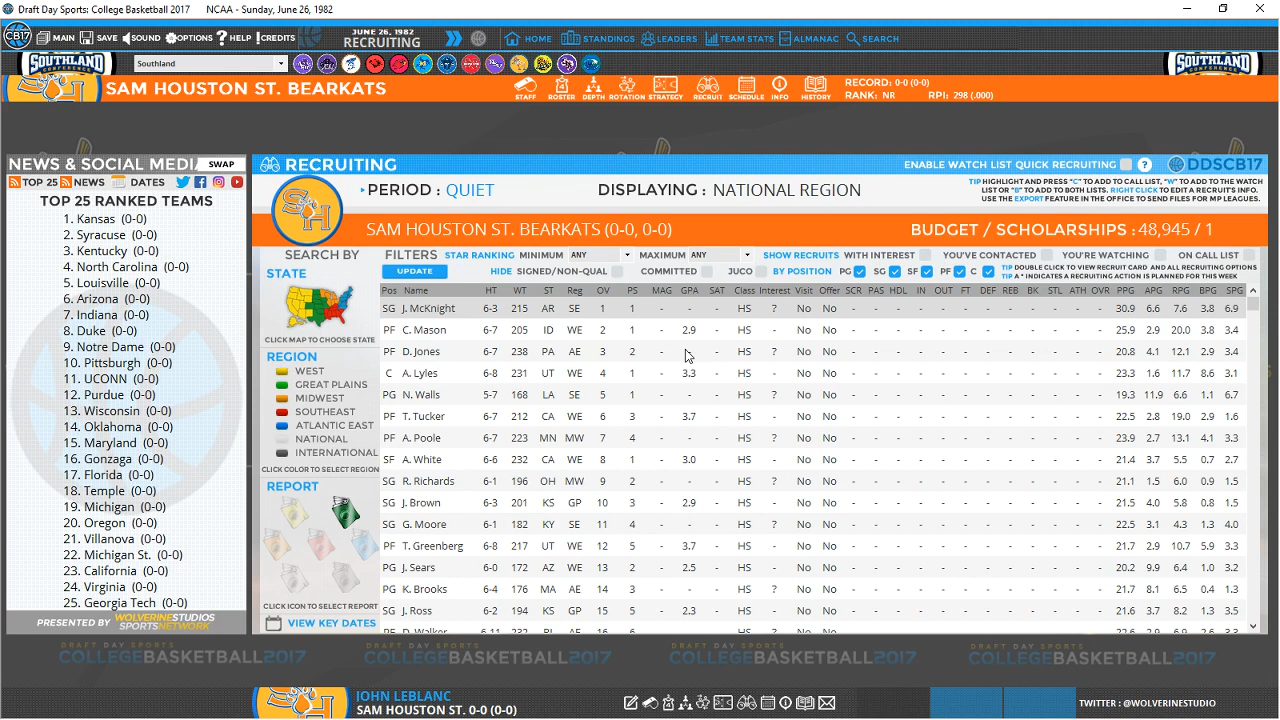 Draft Day Sports: College Basketball 2017 NCAA - Sunday, June 26, 1982
CB17 MAIN SAVE SOUND OPTIONS HELP CREDITS JUNE 26, 1982 HOME STANDINGS LEADERS TEAM STATS ALMANAC SEARCH
RECRUITING
SOUTHLAND Southland SOUTHLAND
SAM HOUSTON ST. BEARKATS STAFF ROSTER DEPTH ROTATION STRATEGY RECRUIT SCHEDULE INFO HISTORY
RECORD: 0-0 (0-0)
RANK: NR RPI: 298 (.000)
NEWS & SOCIAL MEDI SWAP
TOP 25 NEWS DATES
TOP 25 RANKED TEAMS
1. Kansas (0-0)
2. Syracuse (0-0)
3. Kentucky (0-0)
4. North Carolina (0-0)
5. Louisville (0-0)
6. Arizona (0-0)
7. Indiana (0-0)
8. Duke (0-0)
9. Notre Dame (0-0)
10. Pittsburgh (0-0)
11. UCONN (0-0)
12. Purdue (0-0)
13. Wisconsin (0-0)
14. Oklahoma (0-0)
15. Maryland (0-0)
16. Gonzaga (0-0)
17. Florida (0-0)
18. Temple (0-0)
19. Michigan (0-0)
20. Oregon (0-0)
21. Villanova (0-0)
22. Michigan St. (0-0)
23. California (0-0)
24. Virginia (0-0)
25. Georgia Tech (0-0)
PRESENTED BY WOLVERINESTUDIOS
SPORTSNETWORK
RECRUITING ENABLE WATCH LIST QUICK RECRUITING ? DDSCB17
PERIOD : QUIET DISPLAYING : NATIONAL REGION
TIP HIGHLIGHT AND PRESS "C" TO ADD TO CALL LIST, "W" TO ADD TO THE WATCH
LIST OR "B" TO ADD TO BOTH LISTS. RIGHT CLICK TO EDIT A RECRUITS INFO.
USE THE EXPORT FEATURE IN THE OFFICE TO SEND FILES FOR MP LEAGUES.
SAM HOUSTON ST. BEARKATS (0-0, 0-0) BUDGET / SCHOLARSHIPS : 48,945 / 1
SEARCH BY FILTERS STAR RANKING MINIMUM ANY MAXIMUM ANY SHOW RECRUITS WITH INTEREST YOU'VE CONTACTED YOU'RE WATCHING ON CALL LIST
STATE UPDATE HIDE SIGNED/NON-QUAL COMMITTED JUCO BY POSITION PG SG SF PF C
TIP DOUBLE CLICK TO VIEW RECRUIT CARD AND ALL RECRUITING OPTIONS
TIP A * INDICATES A RECRUITING ACTION IS PLANNED FOR THIS WEEK
CLICK MAP TO CHOOSE STATE
REGION
WEST
GREAT PLAINS
MIDWEST
SOUTHEAST
ATLANTIC EAST
NATIONAL
INTERNATIONAL
CLICK COLOR TO SELECT REGION
REPORT
CLICK ICON TO SELECT REPORT
VIEW KEY DATES
Pos Name HT WT ST Reg OV PS MAG GPA SAT Class Interest Visit Offer SCR PAS HDL IN OUT FT DEF REB BK STL ATH OVR PPG APG RPG BPG SPG
SG J. McKnight 6-3 215 AR SE 1 1 - - - HS ? No No - - - - - - - - - - - - 30.9 6.6 7.6 3.8 6.9
PF C. Mason 6-7 205 ID WE 2 1 - 2.9 - HS ? No No - - - - - - - - - - - - 25.9 2.9 20.0 3.8 3.4
PF D. Jones 6-7 238 PA AE 3 2 - - - HS ? No No - - - - - - - - - - - - 20.8 4.1 12.1 2.9 3.4
C A. Lyles 6-8 231 UT WE 4 1 - 3.3 - HS ? No No - - - - - - - - - - - - 23.3 1.6 11.7 8.6 3.1
PG N. Walls 5-7 168 LA SE 5 1 - - - HS ? No No - - - - - - - - - - - - 19.3 11.9 6.6 1.1 6.7
PF T. Tucker 6-7 212 CA WE 6 3 - 3.7 - HS ? No No - - - - - - - - - - - - 22.5 2.8 19.0 2.9 1.6
PF A. Poole 6-7 223 MN MW 7 4 - - - HS ? No No - - - - - - - - - - - - 23.9 2.7 13.1 4.1 3.3
SF A. White 6-6 232 CA WE 8 1 - 3.0 - HS ? No No - - - - - - - - - - - - 21.4 3.7 5.5 0.7 2.7
SG R. Richards 6-1 196 OH MW 9 2 - - - HS ? No No - - - - - - - - - - - - 21.1 1.5 6.0 0.9 1.5
SG J. Brown 6-3 201 KS GP 10 3 - 2.9 - HS ? No No - - - - - - - - - - - - 21.5 4.0 5.8 0.8 1.5
SG G. Moore 6-1 182 KY SE 11 4 - - - HS ? No No - - - - - - - - - - - - 22.5 3.1 4.3 1.3 4.0
PF T. Greenberg 6-8 217 UT WE 12 5 - 3.7 - HS ? No No - - - - - - - - - - - - 21.7 2.9 10.7 5.9 3.3
PG J. Sears 6-0 172 AZ WE 13 2 - 2.5 - HS ? No No - - - - - - - - - - - - 20.2 9.9 6.4 1.0 3.2
PG K. Brooks 6-4 176 MA AE 14 3 - - - HS ? No No - - - - - - - - - - - - 21.7 8.1 6.5 0.4 1.3
SG J. Ross 6-2 194 KS GP 15 5 - 2.3 - HS ? No No - - - - - - - - - - - - 21.6 3.7 8.2 1.3 3.5
DRAFT DAY SPORTS DRAFT DAY SPORTS DRAFT DAY SPORTS DRAFT DAY SPORTS
COLLEGEBASKETBALL2017 COLLEGEBASKETBALL2017 COLLEGEBASKETBALL2017 COLLEGEBASKETBALL2017
JOHN LEBLANC
SAM HOUSTON ST. 0-0 (0-0)
TWITTER : @WOLVERINESTUDIO